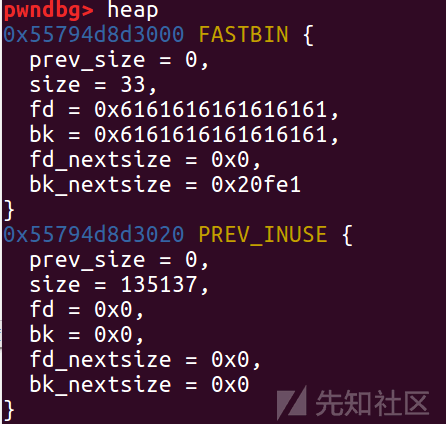 pwndbg> heap
0x55794d8d3000 FASTBIN {
  prev_size = 0,
  size = 33,
  fd = 0x6161616161616161,
  bk = 0x6161616161616161,
  fd_nextsize = 0x0,
  bk_nextsize = 0x20fe1
}
0x55794d8d3020 PREV_INUSE {
  prev_size = 0,
  size = 135137,
  fd = 0x0,
  bk = 0x0,
  fd_nextsize = 0x0,
  bk_nextsize = 0x0
}
先知社区